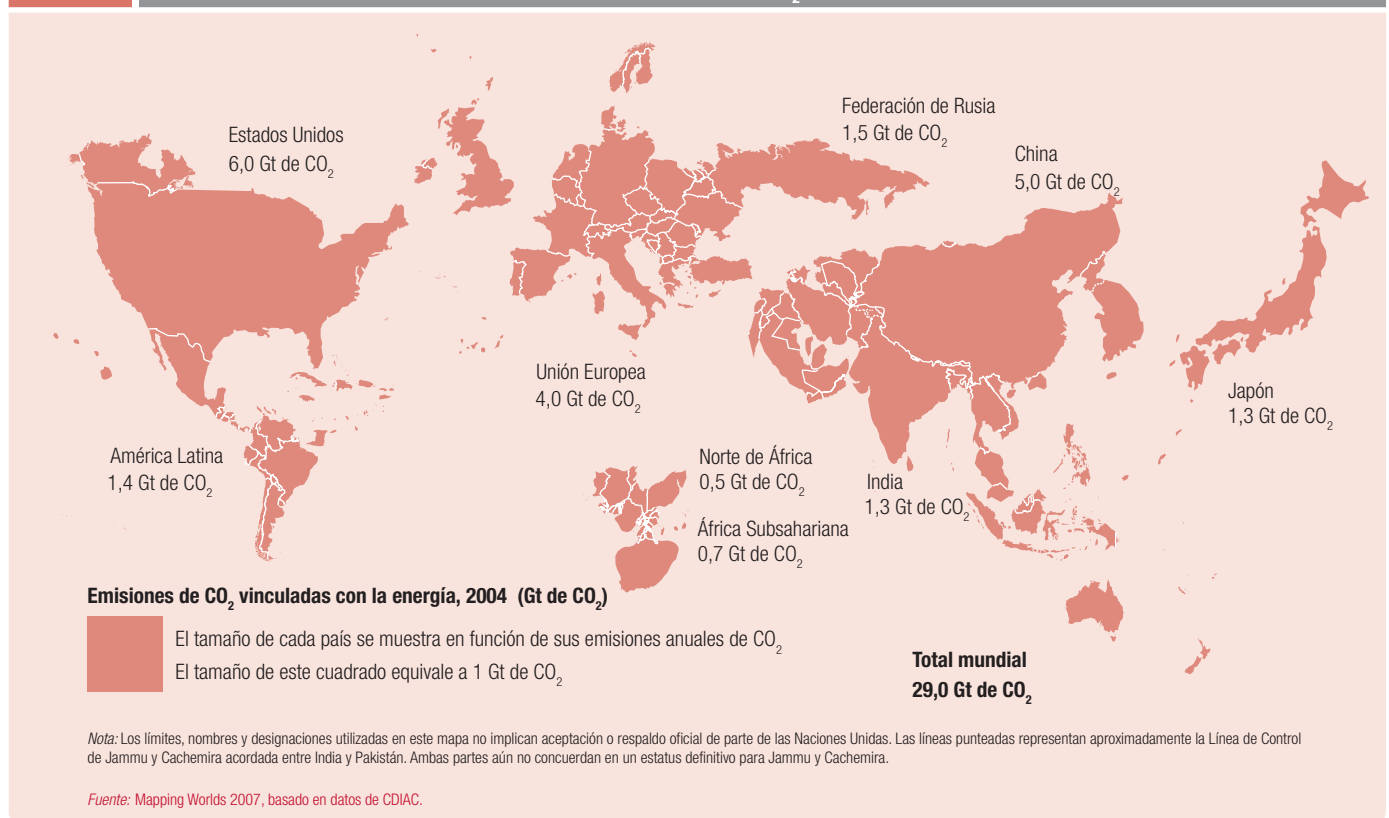 Federación de Rusia
1,5 Gt de CO₂
Estados Unidos
6,0 Gt de CO₂
China
5,0 Gt de CO₂
Unión Europea
4,0 Gt de CO₂
Japón
1,3 Gt de CO₂
América Latina
1,4 Gt de CO₂
Norte de África
0,5 Gt de CO₂
India
1,3 Gt de CO₂
África Subsahariana
0,7 Gt de CO₂
Emisiones de CO₂ vinculadas con la energía, 2004 (Gt de CO₂)
El tamaño de cada país se muestra en función de sus emisiones anuales de CO₂
El tamaño de este cuadrado equivale a 1 Gt de CO₂
Total mundial
29,0 Gt de CO₂
Nota: Los límites, nombres y designaciones utilizadas en este mapa no implican aceptación o respaldo oficial de parte de las Naciones Unidas. Las líneas punteadas representan aproximadamente la Línea de Control
de Jammu y Cachemira acordada entre India y Pakistán. Ambas partes aún no concuerdan en un estatus definitivo para Jammu y Cachemira.
Fuente: Mapping Worlds 2007, basado en datos de CDIAC.